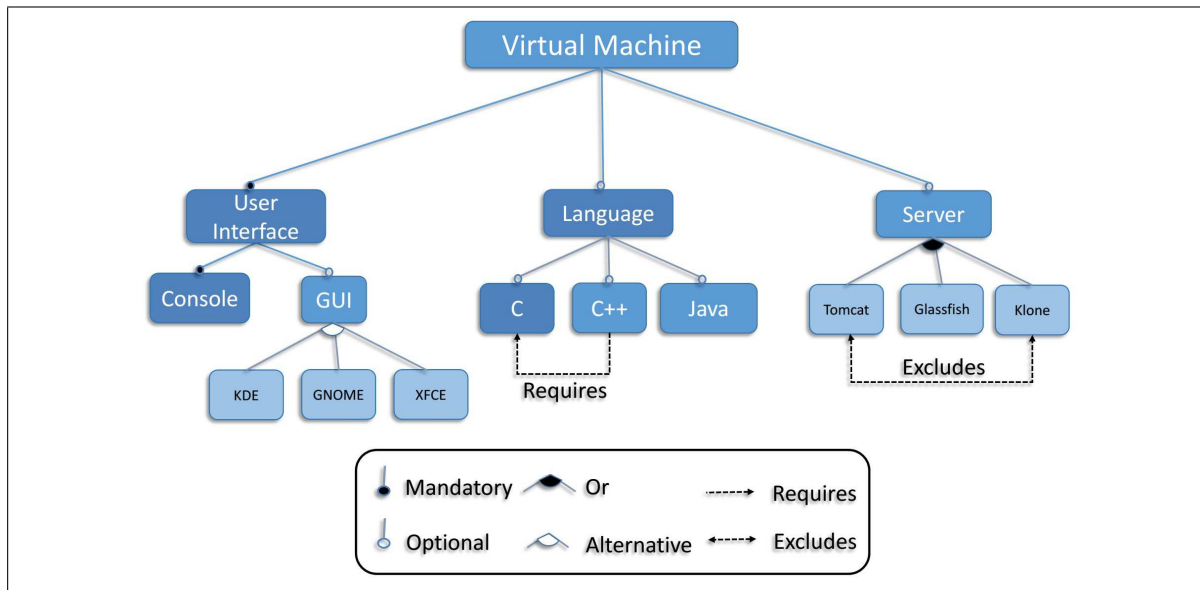 Virtual Machine
User
Interface
Language
Server
Console
GUI
C
C++
Java
Tomcat
Glassfish
Klone
Requires
Excludes
KDE
GNOME
XFCE
Mandatory
Or
Requires
Optional
Alternative
Excludes